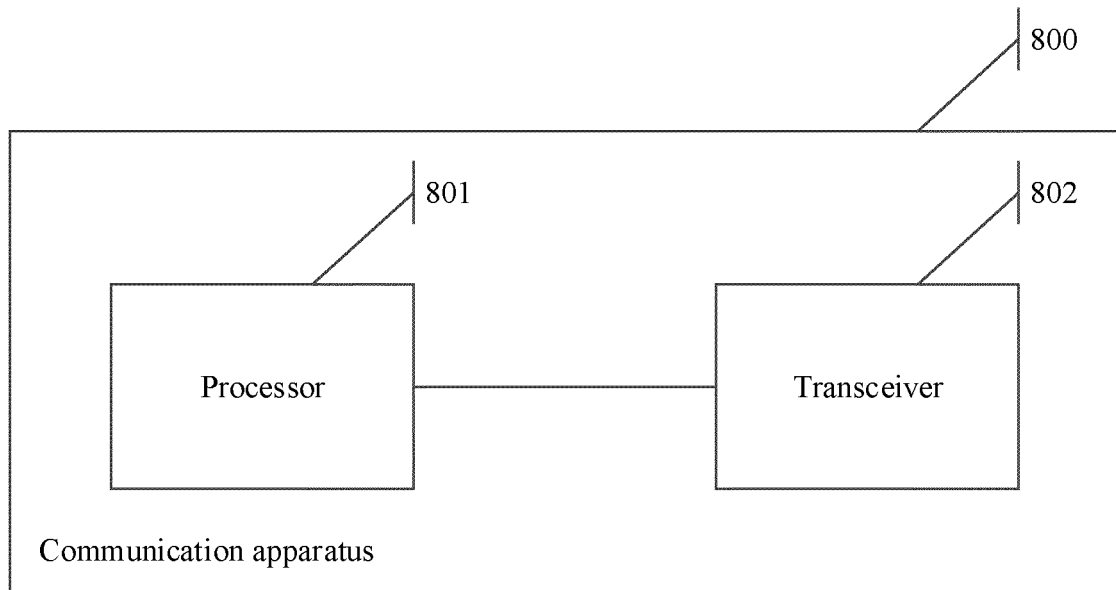 800
801
802
Processor
Transceiver
Communication apparatus